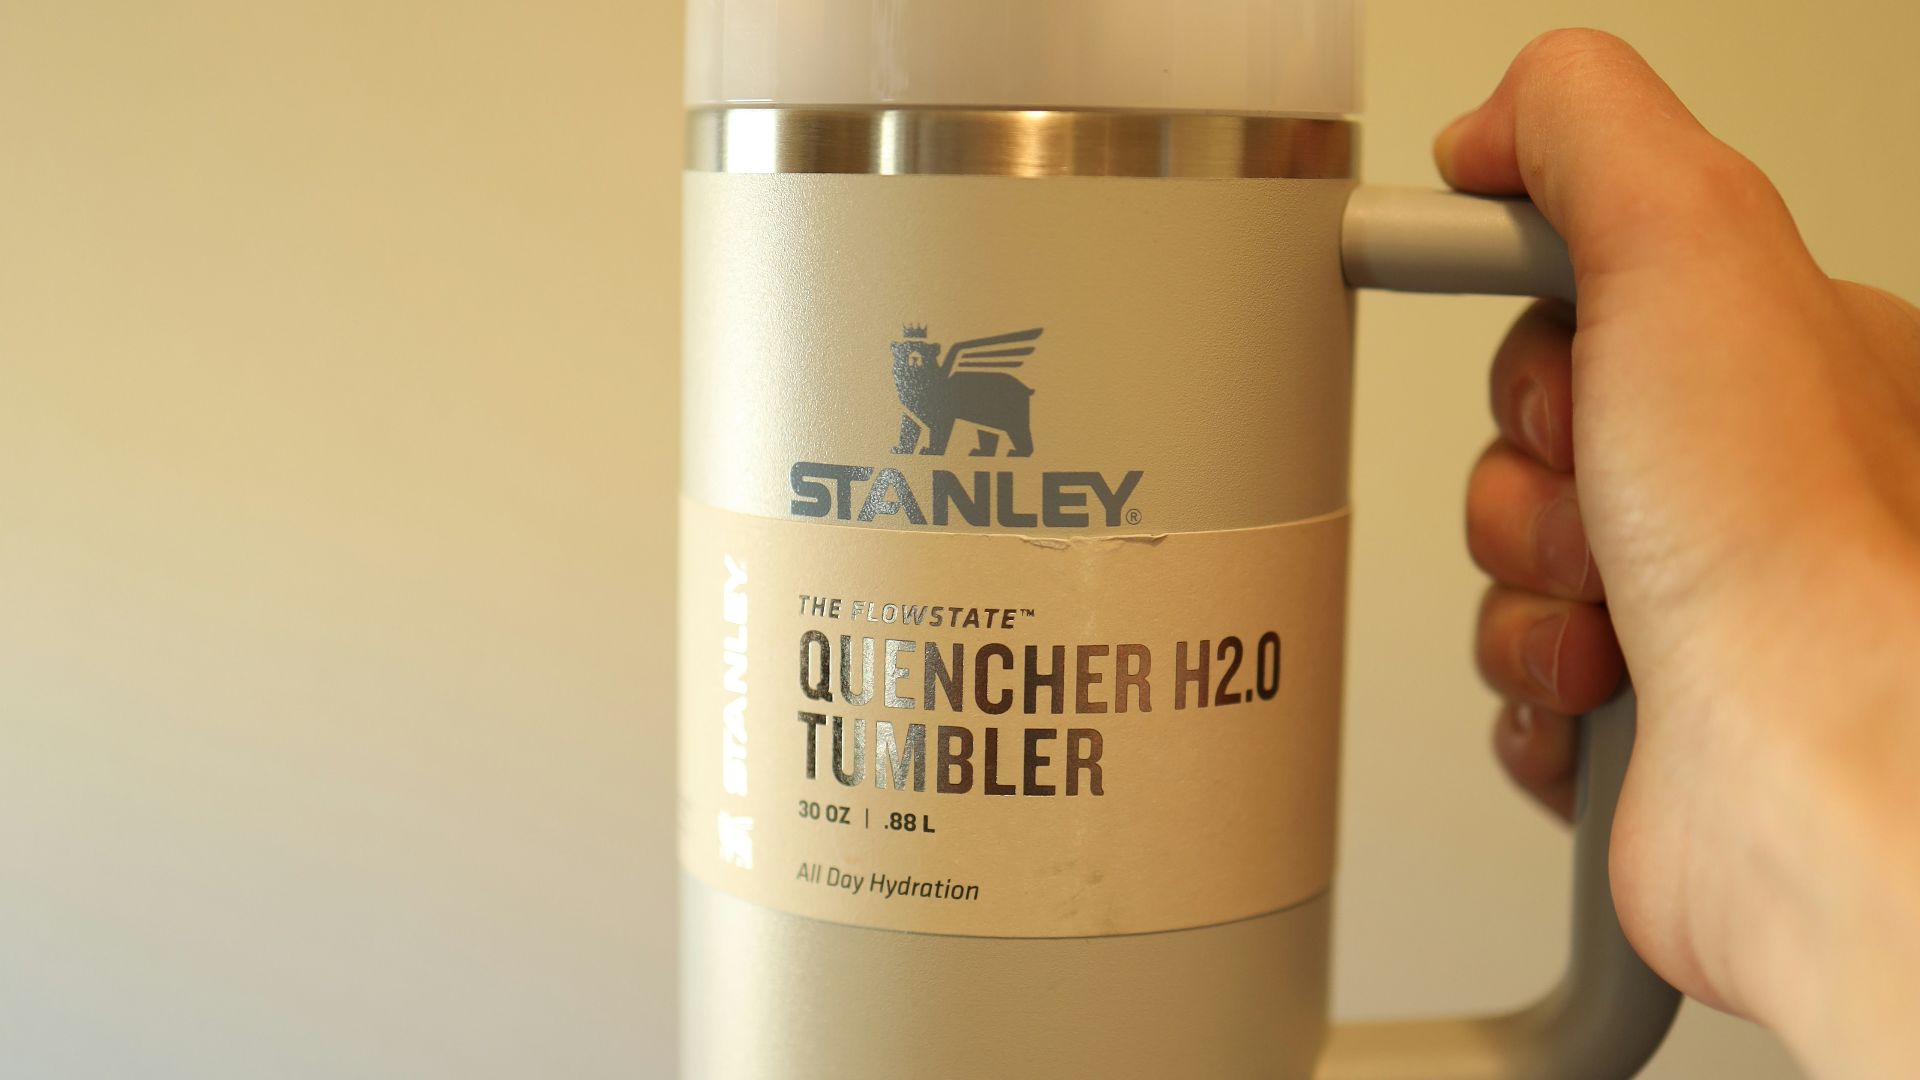 STANLEY®
STANLEY
THE FLOWSTATE™
QUENCHER H2.0
TUMBLER
30 OZ | .88 L
All Day Hydration